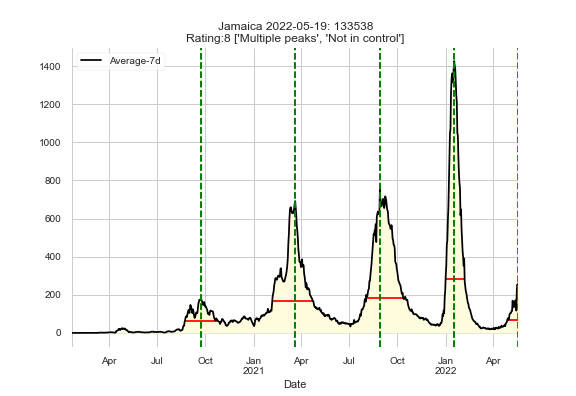 Jamaica 2022-05-19: 133538
Rating:8 ['Multiple peaks', 'Not in control']
Average-7d
1400
1200
1000
800
600
400
200
0
Apr Jul Oct Jan Apr Jul Oct Jan Apr
2021 2022
Date